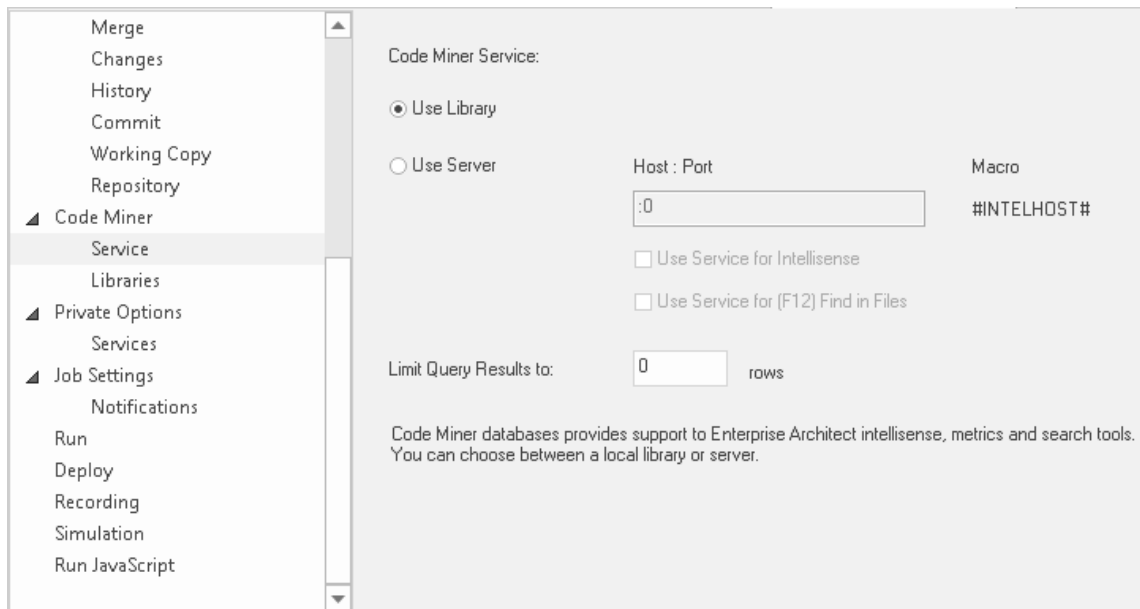 Merge
Changes
History
Commit
Working Copy
Repository
Code Miner
Service
Libraries
Private Options
Services
Job Settings
Notifications
Run
Deploy
Recording
Simulation
Run JavaScript
Code Miner Service:
Use Library
Use Server
Host : Port
Macro
:0
#INTELHOST#
Use Service for Intellisense
Use Service for (F12) Find in Files
Limit Query Results to:
0
rows
Code Miner databases provides support to Enterprise Architect intellisense, metrics and search tools.
You can choose between a local library or server.